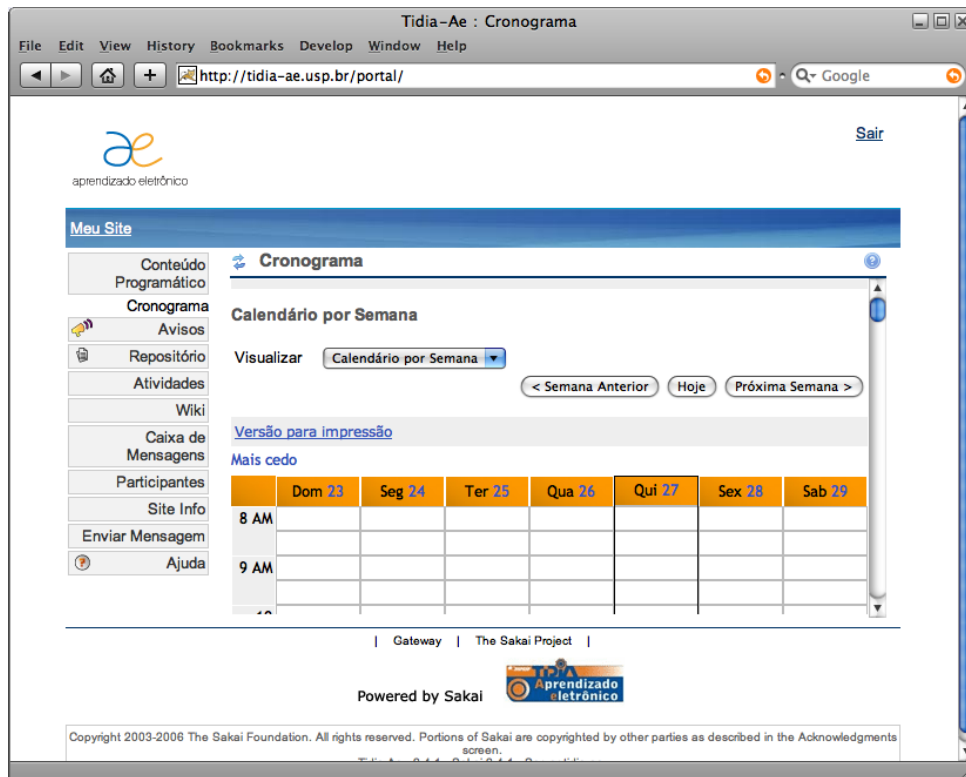 Tidia-Ae : Cronograma
File Edit View History Bookmarks Develop Window Help
http://tidia-ae.usp.br/portal/
Google
Sair
ae
aprendizado eletrônico
Meu Site
Conteúdo
Programático
Cronograma
Avisos
Repositório
Atividades
Wiki
Caixa de
Mensagens
Participantes
Site Info
Enviar Mensagem
Ajuda
Cronograma
Calendário por Semana
Visualizar Calendário por Semana
< Semana Anterior Hoje Próxima Semana >
Versão para impressão
Mais cedo
Dom 23 Seg 24 Ter 25 Qua 26 Qui 27 Sex 28 Sab 29
8 AM
9 AM
| Gateway | The Sakai Project |
Powered by Sakai
TIDIA
Aprendizado
eletrônico
Copyright 2003-2006 The Sakai Foundation. All rights reserved. Portions of Sakai are copyrighted by other parties as described in the Acknowledgments
screen.